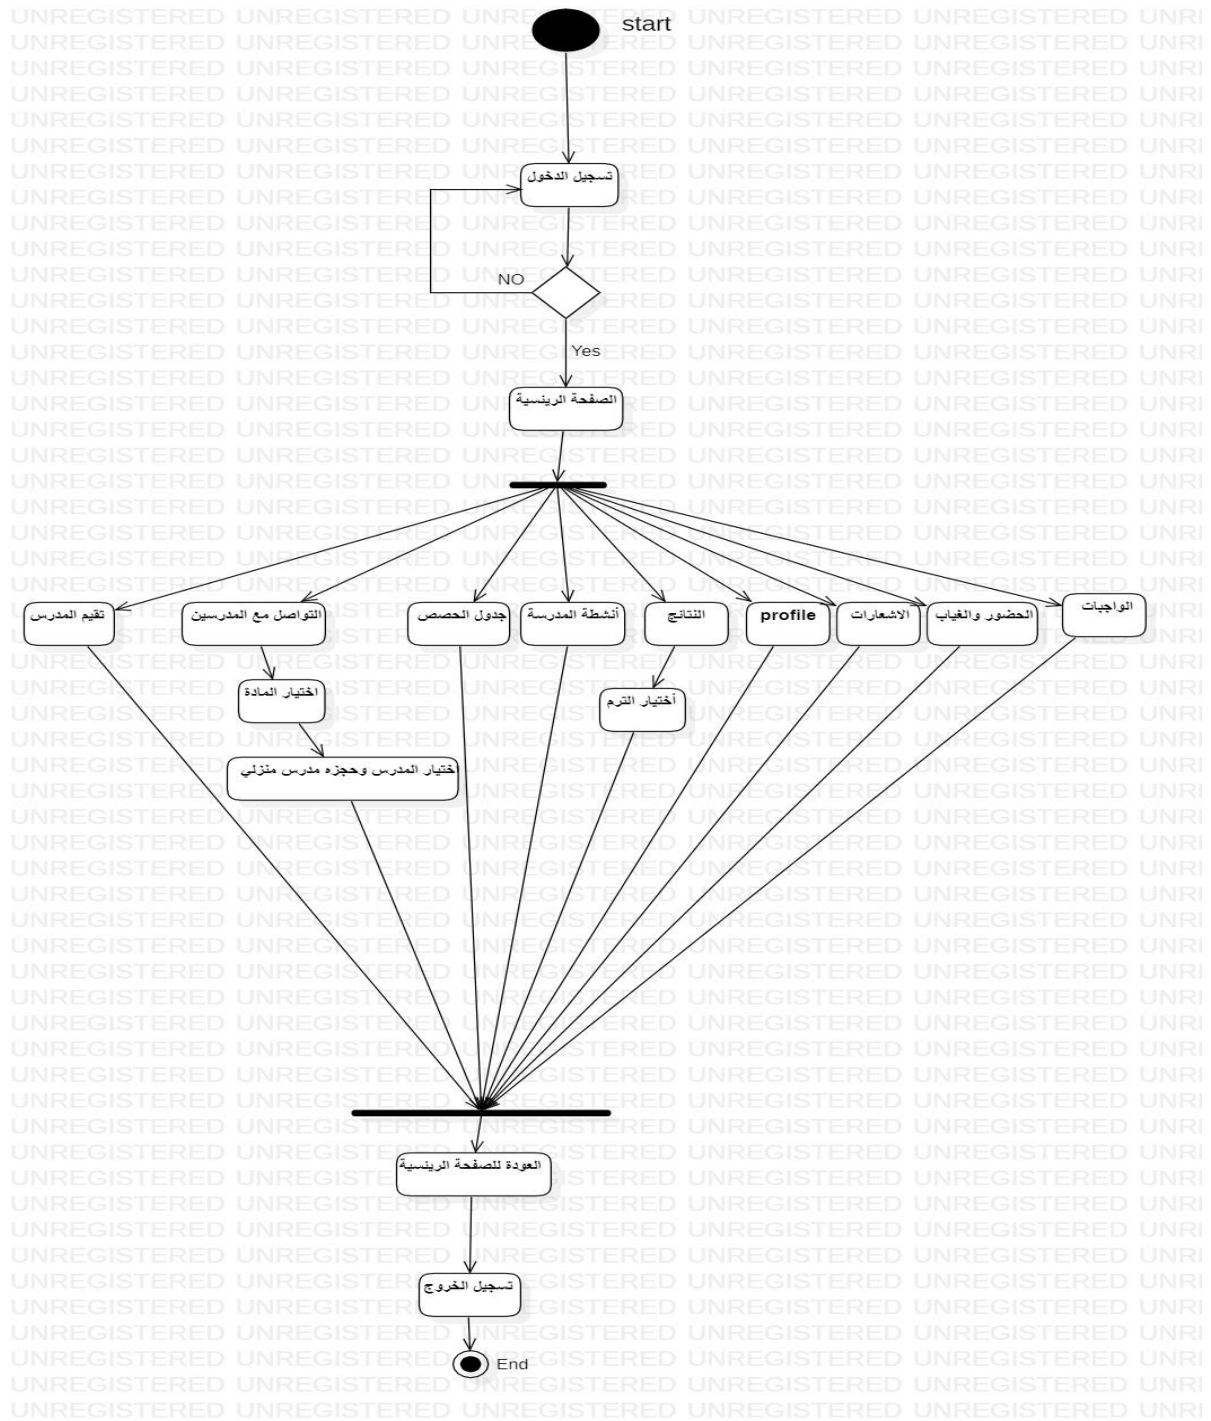 start
تسجيل الدخول
NO
Yes
الصفحة الرئيسية
الواجبات
الحضور والغياب
الاشعارات
profile
النتائج
أنشطة المدرسة
جدول الحصص
التواصل مع المدرسين
تقيم المدرس
اختيار المادة
أختيار الترم
اختيار المدرس وحجزه مدرس منزلي
العودة للصفحة الرئيسية
تسجيل الخروج
End